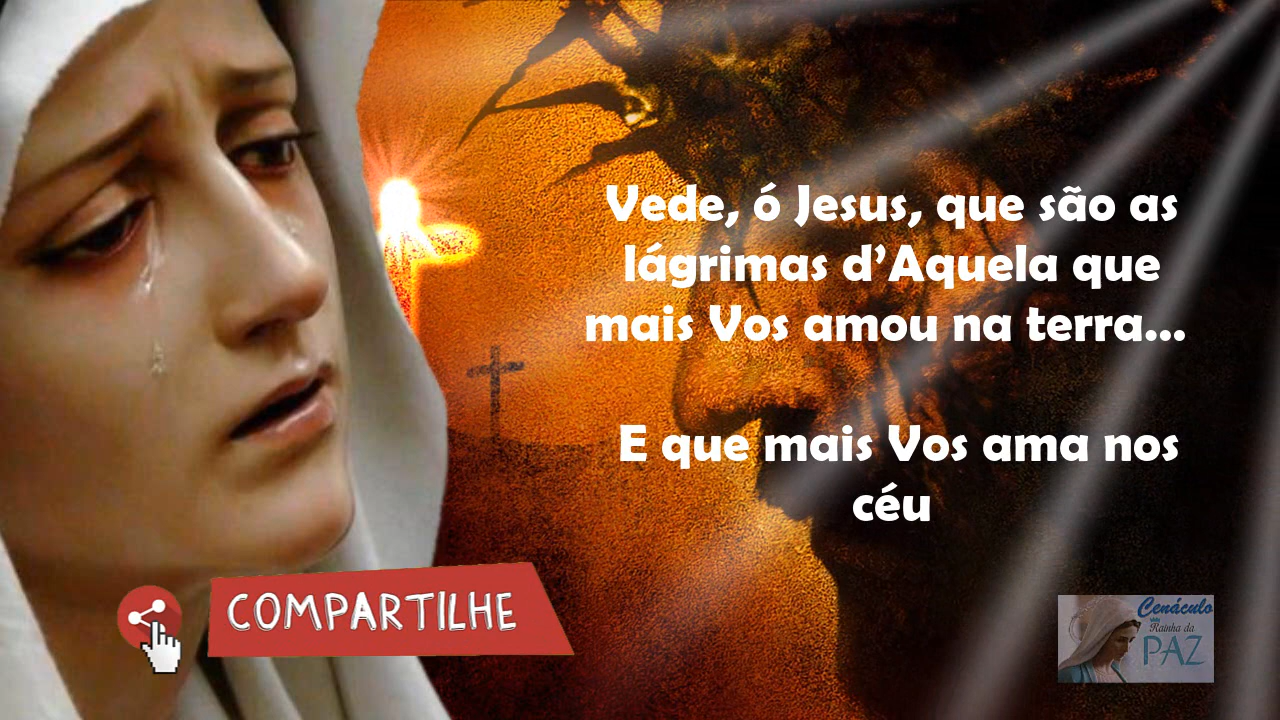 Vede, ó Jesus, que são as
lágrimas d’Aquela que
mais Vos amou na terra...
E que mais Vos ama nos
céu
COMPARTILHE
Cenáculo
Rainha da
PAZ